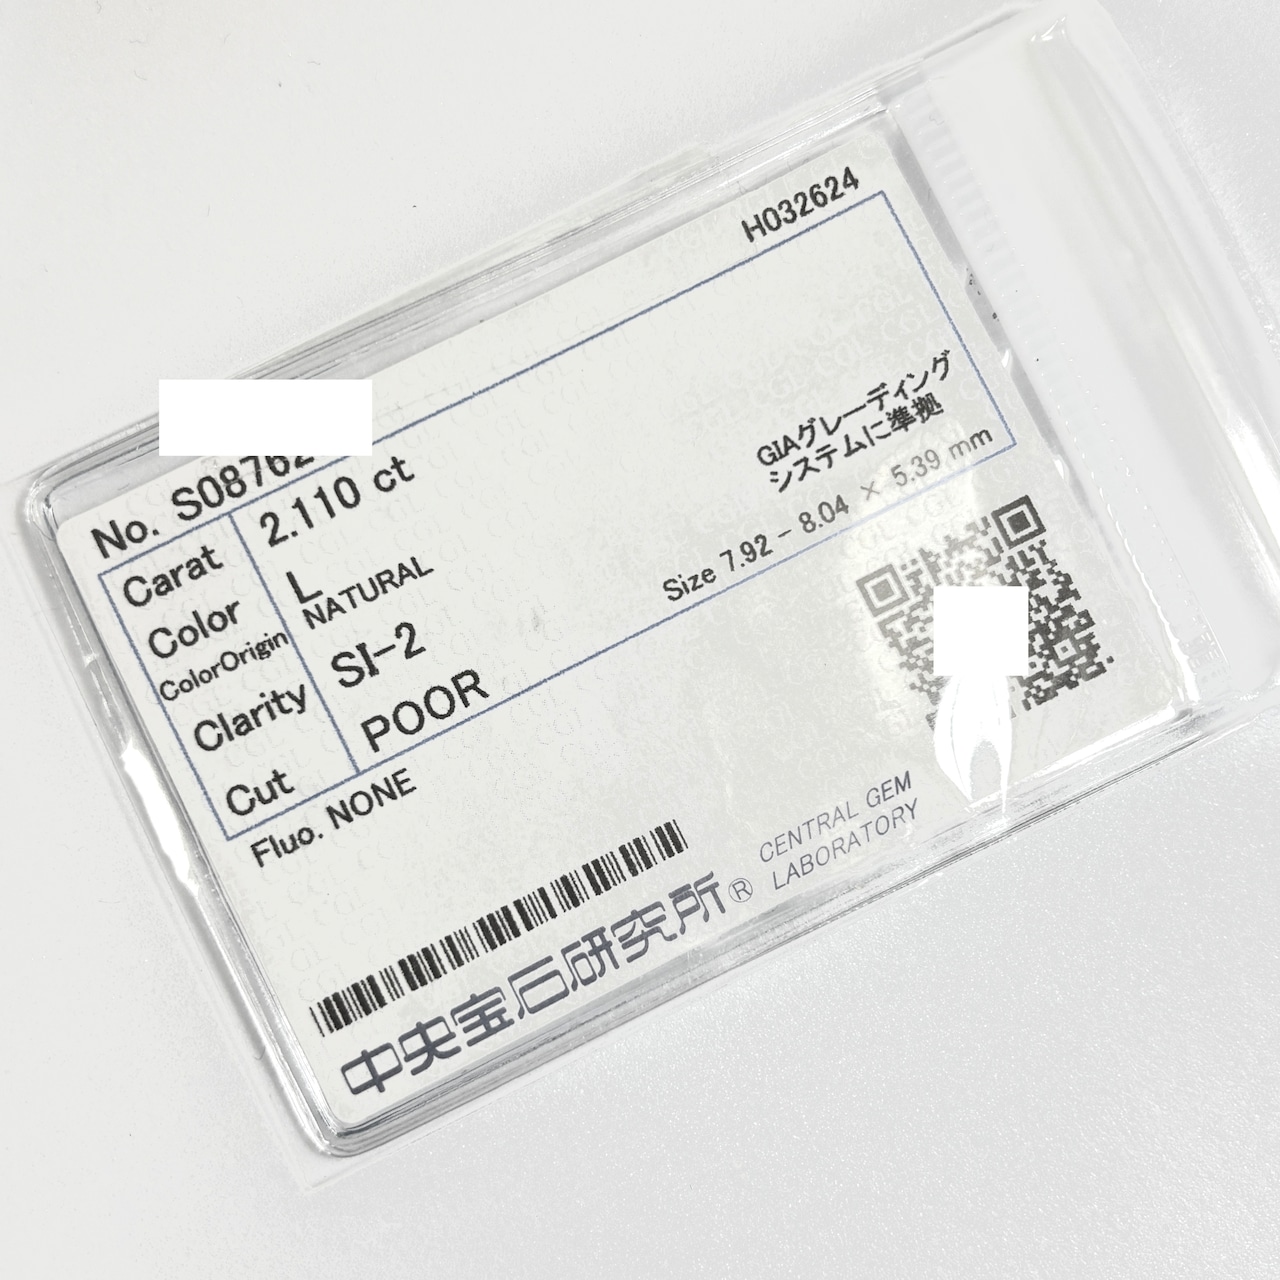 H032624
No. S08762
Carat 2.110 ct
Color L
ColorOrigin NATURAL
Clarity SI-2
Cut POOR
GIAグレーディング
システムに準拠
Size 7.92 - 8.04 × 5.39 mm
Fluo. NONE
中央宝石研究所®
CENTRAL GEM
LABORATORY